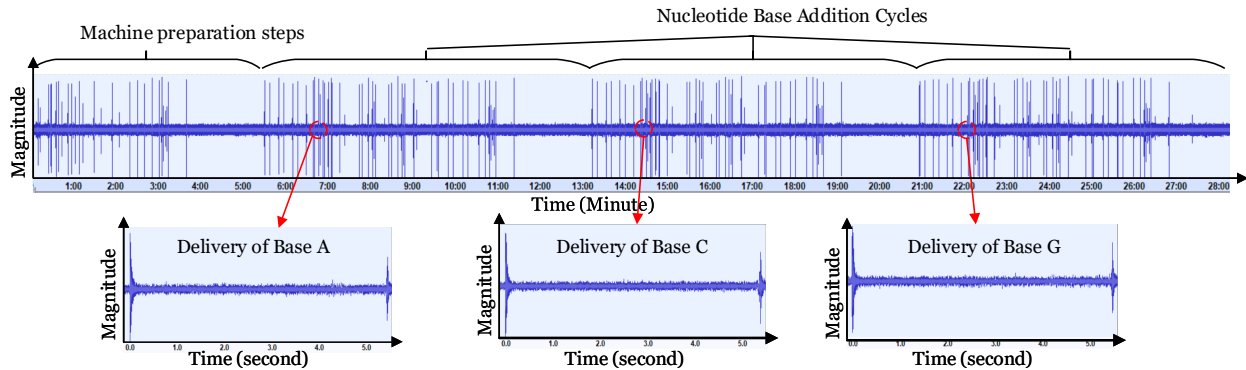 Nucleotide Base Addition Cycles
Machine preparation steps
Magnitude
1:00 2:00 3:00 4:00 5:00 6:00 7:00 8:00 9:00 10:00 11:00 12:00 13:00 14:00 15:00 16:00 17:00 18:00 19:00 20:00 21:00 22:00 23:00 24:00 25:00 26:00 27:00 28:00
Time (Minute)
Delivery of Base A
Magnitude
0.0 1.0 2.0 3.0 4.0 5.0
Time (second)
Delivery of Base C
Magnitude
0.0 1.0 2.0 3.0 4.0 5.0
Time (second)
Delivery of Base G
Magnitude
0.0 1.0 2.0 3.0 4.0 5.0
Time (second)